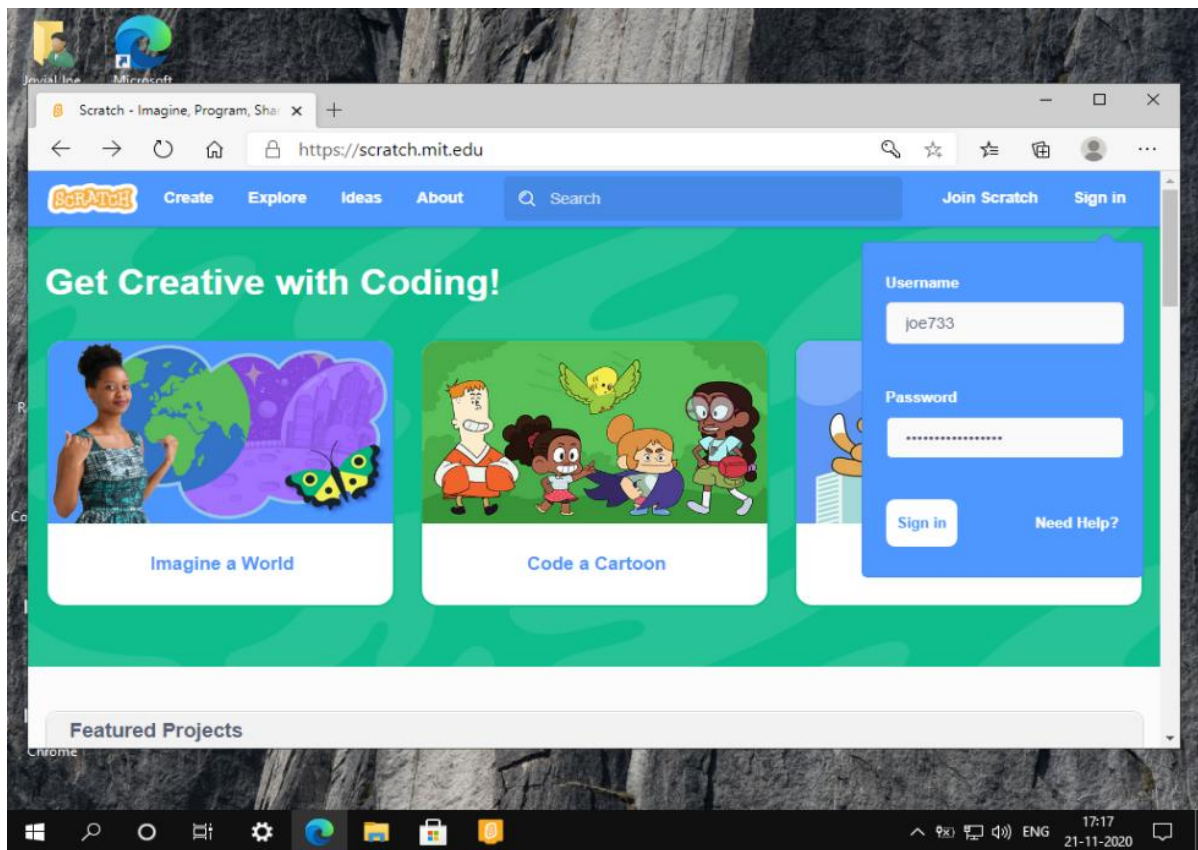 Jovial Joe
Microsoft
Scratch - Imagine, Program, Shar
https://scratch.mit.edu
SCRATCH Create Explore Ideas About Search Join Scratch Sign in
Get Creative with Coding!
Username
joe733
Password
•••••••••••••••••
Sign in Need Help?
Imagine a World
Code a Cartoon
Featured Projects
Chrome
ENG
17:17
21-11-2020